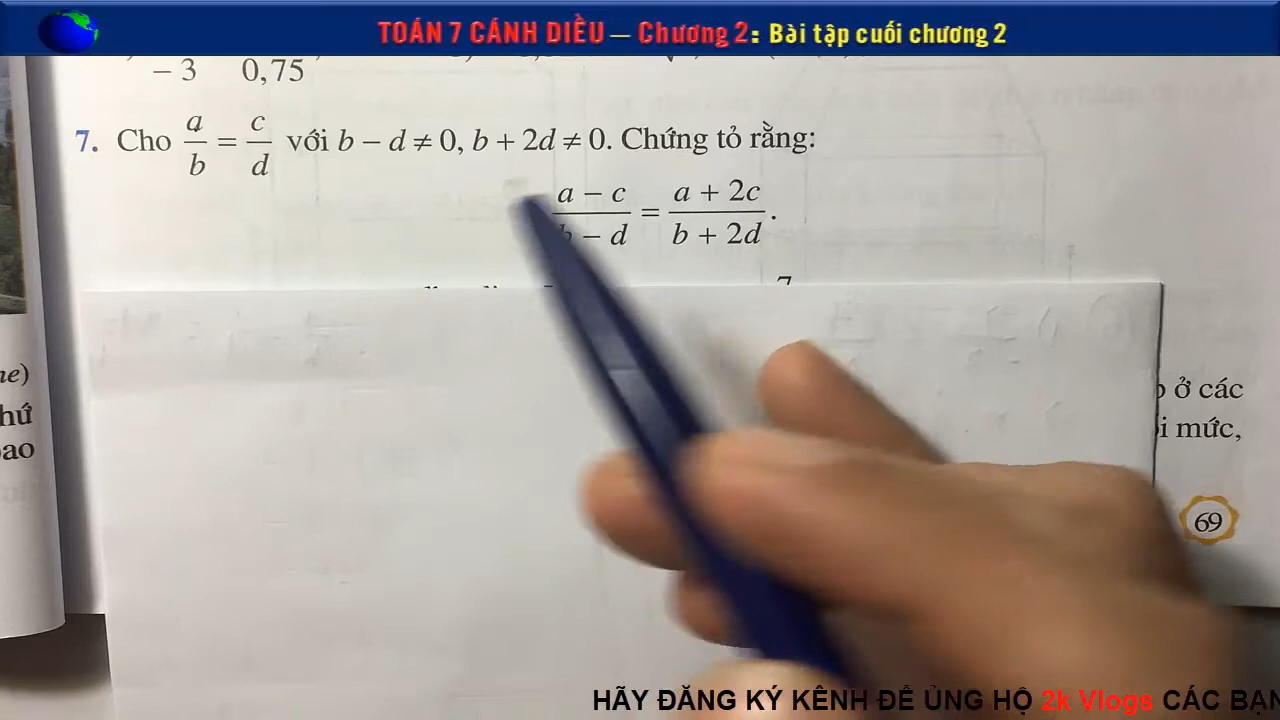 TOÁN 7 CÁNH DIỀU – Chương 2: Bài tập cuối chương 2
– 3 0,75
7. Cho a/b = c/d với b – d ≠ 0, b + 2d ≠ 0. Chứng tỏ rằng:
a – c / b – d = a + 2c / b + 2d.
ở các
mức,
hứ
69
HÃY ĐĂNG KÝ KÊNH ĐỂ ỦNG HỘ 2k Vlogs CÁC BẠN